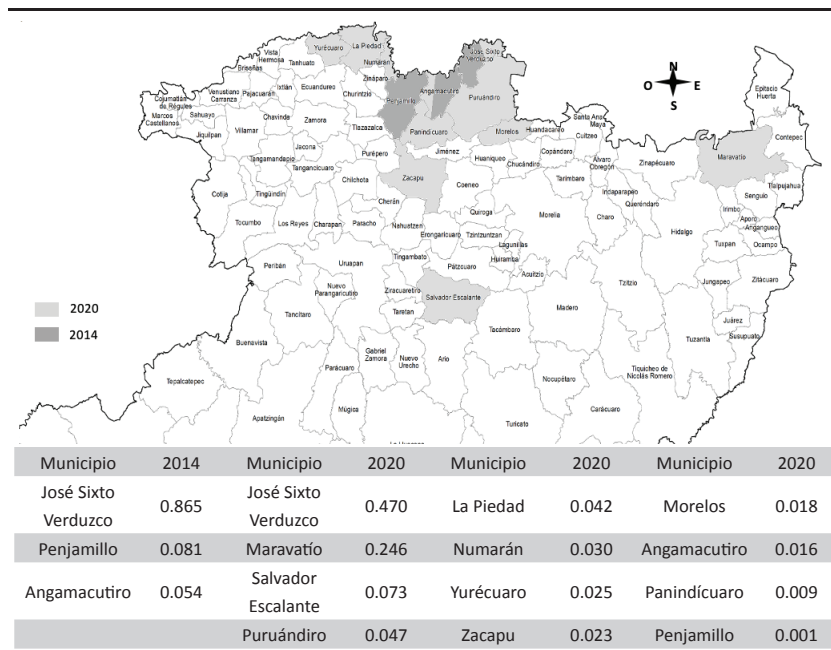 Yurécuaro
La Piedad
Vista
Hermosa
Tanhuato
Numarán
José Sixto
Verduzco
Briseñas
Zináparo
N
O
E
S
Epitacio
Huerta
Angamacutiro
Penjamillo
Puruándiro
Ixtlán
Ecuandureo
Churintzio
Cojumatlán
de Régules
Venustiano
Carranza
Pajacuarán
Marcos
Castellanos
Sahuayo
Chavinda
Zamora
Tlazazalca
Panindícuaro
Morelos
Huandacareo
Santa Ana
Maya
Contepec
Jiquilpan
Villamar
Jacona
Purépero
Jiménez
Huaniqueo
Chucándiro
Copándaro
Cuitzeo
Álvaro
Obregón
Zinapécuaro
Maravatío
Tangamandapio
Tangancícuaro
Chilchota
Zacapu
Coeneo
Tarímbaro
Indaparapeo
Queréndaro
Tlalpujahua
Senguio
Cotija
Tingüindín
Cherán
Quiroga
Morelia
Charo
Irimbo
Aporo
Angangueo
Hidalgo
Tocumbo
Los Reyes
Charapan
Paracho
Nahuatzen
Erongarícuaro
Tzintzuntzan
Lagunillas
Huiramba
Tuxpan
Ocampo
Peribán
Uruapan
Tingambato
Pátzcuaro
Acuitzio
Nuevo
Parangaricutiro
Ziracuaretiro
Salvador Escalante
Tzitzio
Jungapeo
Zitácuaro
2020
2014
Tancítaro
Taretan
Madero
Tacámbaro
Juárez
Susupuato
Tuzantla
Buenavista
Gabriel
Zamora
Nuevo
Urecho
Ario
Parácuaro
Tiquicheo de
Nicolás Romero
Tepalcatepec
Nocupétaro
Carácuaro
Apatzingán
Múgica
Turicato
La Huacana
Municipio 2014 Municipio 2020 Municipio 2020 Municipio 2020
José Sixto Verduzco 0.865 José Sixto Verduzco 0.470 La Piedad 0.042 Morelos 0.018
Penjamillo 0.081 Maravatío 0.246 Numarán 0.030 Angamacutiro 0.016
Angamacutiro 0.054 Salvador Escalante 0.073 Yurécuaro 0.025 Panindícuaro 0.009
Puruándiro 0.047 Zacapu 0.023 Penjamillo 0.001